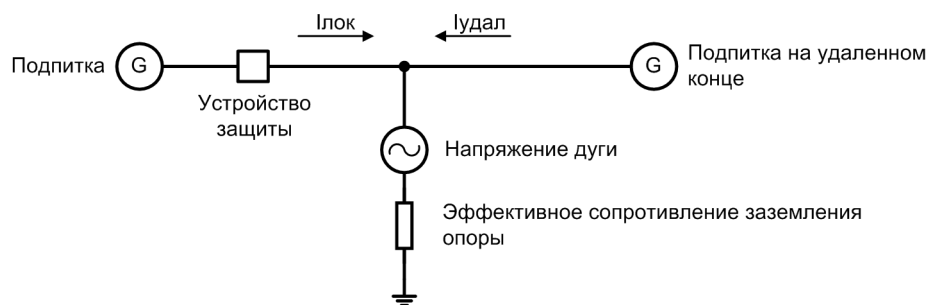 Iлок
Iудал
Подпитка
G
G
Подпитка на удаленном
конце
Устройство
защиты
Напряжение дуги
Эффективное сопротивление заземления
опоры